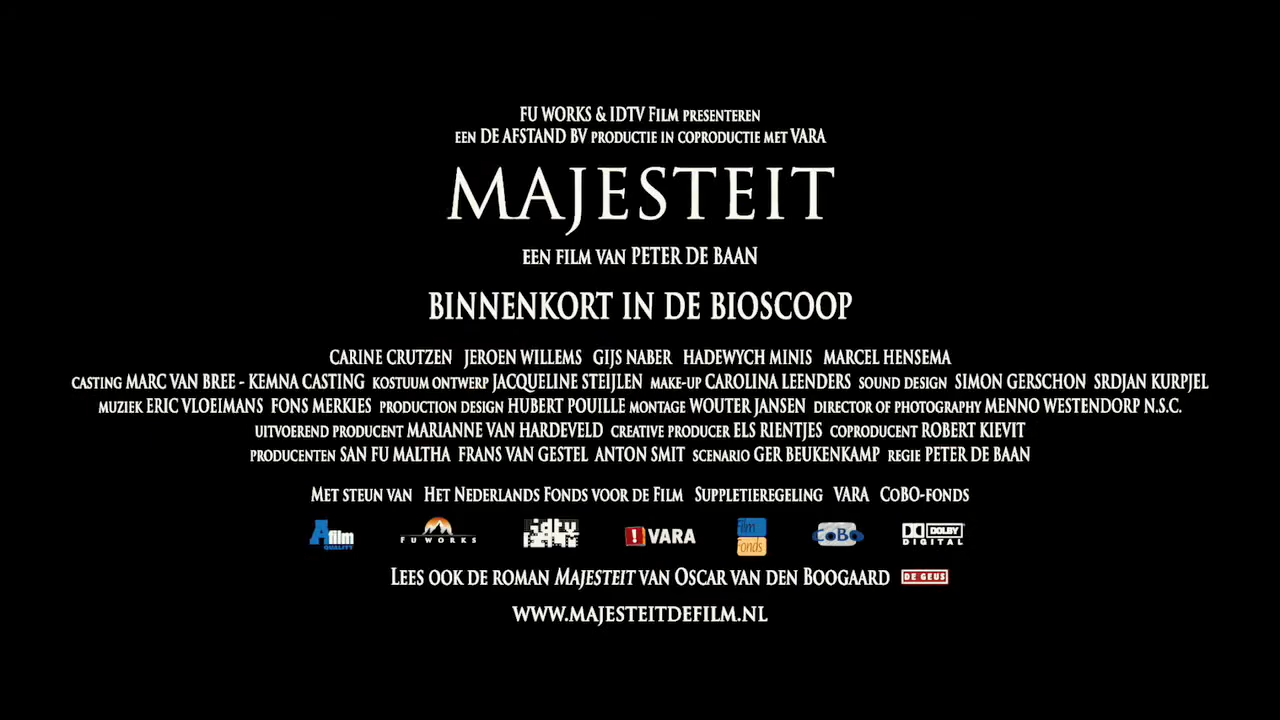 FU WORKS & IDTV FILM PRESENTEREN
EEN DE AFSTAND BV PRODUCTIE IN COPRODUCTIE MET VARA
MAJESTEIT
EEN FILM VAN PETER DE BAAN
BINNENKORT IN DE BIOSCOOP
CARINE CRUTZEN JEROEN WILLEMS GIJS NABER HADEWYCH MINIS MARCEL HENSEMA
CASTING MARC VAN BREE - KEMNA CASTING KOSTUUM ONTWERP JACQUELINE STEIJLEN MAKE-UP CAROLINA LEENDERS SOUND DESIGN SIMON GERSCHON SRDJAN KURPJEL
MUZIEK ERIC VLOEIMANS FONS MERKIES PRODUCTION DESIGN HUBERT POUILLE MONTAGE WOUTER JANSEN DIRECTOR OF PHOTOGRAPHY MENNO WESTENDORP N.S.C.
UITVOEREND PRODUCENT MARIANNE VAN HARDEVELD CREATIVE PRODUCER ELS RIENTJES COPRODUCENT ROBERT KIEVIT
PRODUCENTEN SAN FU MALTHA FRANS VAN GESTEL ANTON SMIT SCENARIO GER BEUKENKAMP REGIE PETER DE BAAN
MET STEUN VAN HET NEDERLANDS FONDS VOOR DE FILM SUPPLETIEREGELING VARA COBO-FONDS
A film QUALITY FU WORKS idtv FILM VARA Film Fonds CoBO DOLBY DIGITAL
LEES OOK DE ROMAN MAJESTEIT VAN OSCAR VAN DEN BOOGAARD DE GEUS
WWW.MAJESTEITDEFILM.NL